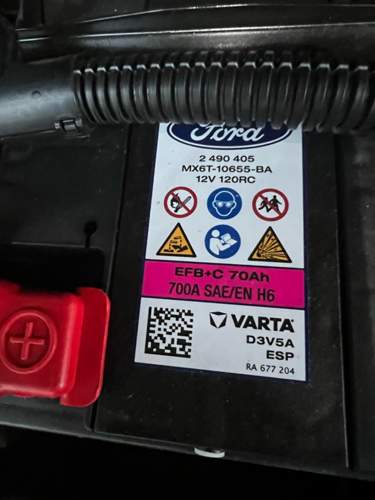 Ford
2 490 405
MX6T-10655-BA
12V 120RC
EFB+C 70Ah
700A SAE/EN H6
VARTA
D3V5A
ESP
RA 677 204